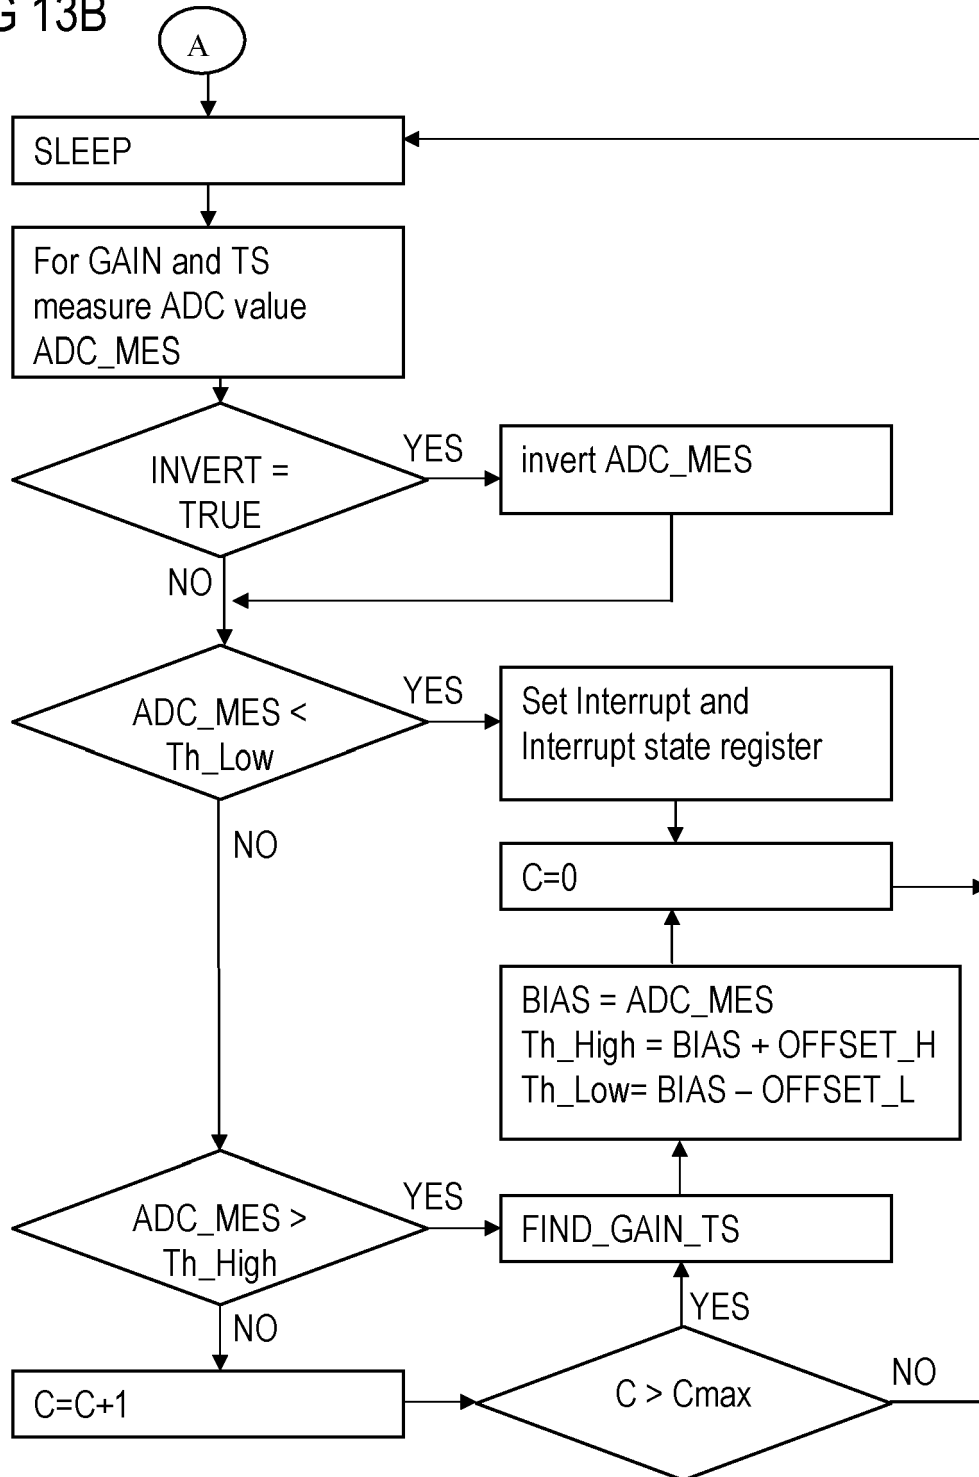 G 13B
A
SLEEP
For GAIN and TS
measure ADC value
ADC_MES
INVERT =
TRUE
YES
invert ADC_MES
NO
ADC_MES <
Th_Low
YES
Set Interrupt and
Interrupt state register
NO
C=0
BIAS = ADC_MES
Th_High = BIAS + OFFSET_H
Th_Low= BIAS – OFFSET_L
ADC_MES >
Th_High
YES
FIND_GAIN_TS
NO
YES
C=C+1
C > Cmax
NO